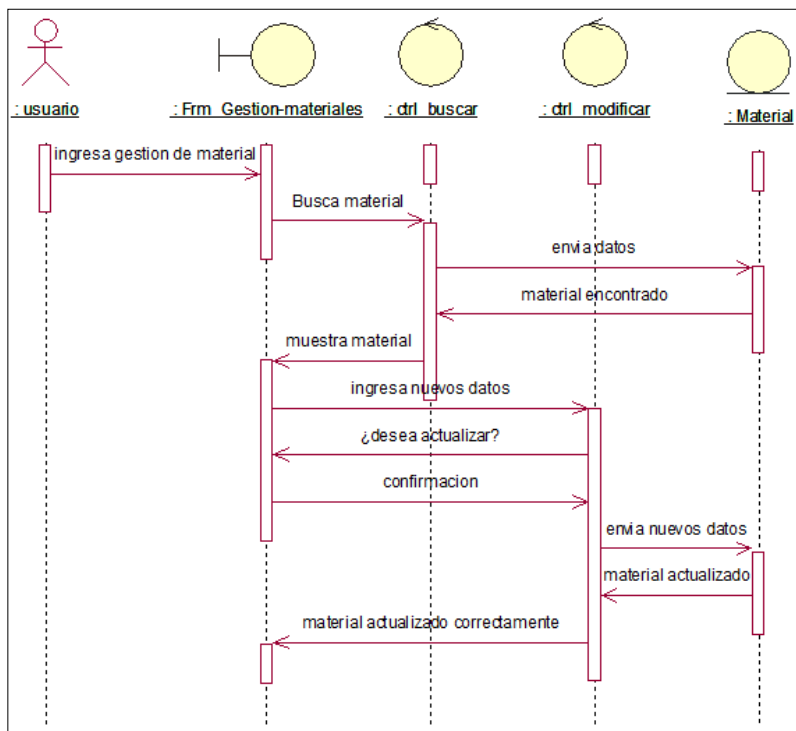 : usuario
: Frm_Gestion-materiales
: ctrl_buscar
: ctrl_modificar
: Material
ingresa gestion de material
Busca material
envia datos
material encontrado
muestra material
ingresa nuevos datos
¿desea actualizar?
confirmacion
envia nuevos datos
material actualizado
material actualizado correctamente